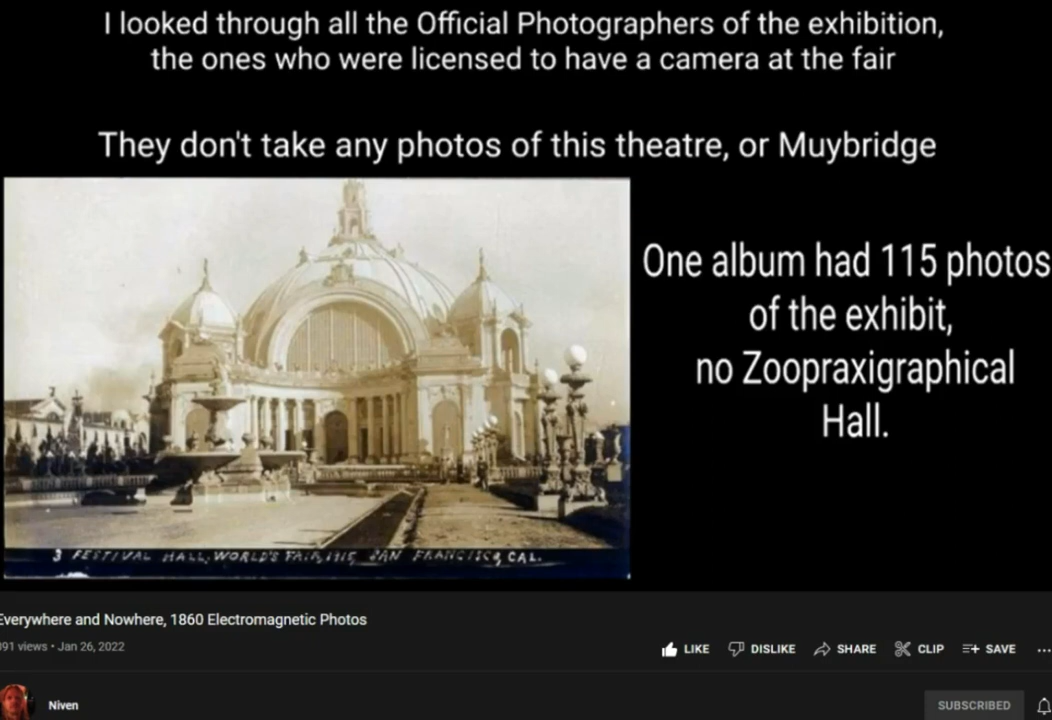 I looked through all the Official Photographers of the exhibition,
the ones who were licensed to have a camera at the fair
They don't take any photos of this theatre, or Muybridge
One album had 115 photos
of the exhibit,
no Zoopraxigraphical
Hall.
3 FESTIVAL HALL, WORLD'S FAIR, 1915, SAN FRANCISCO, CAL.
Everywhere and Nowhere, 1860 Electromagnetic Photos
91 views • Jan 26, 2022
LIKE DISLIKE SHARE CLIP SAVE ...
Niven
SUBSCRIBED